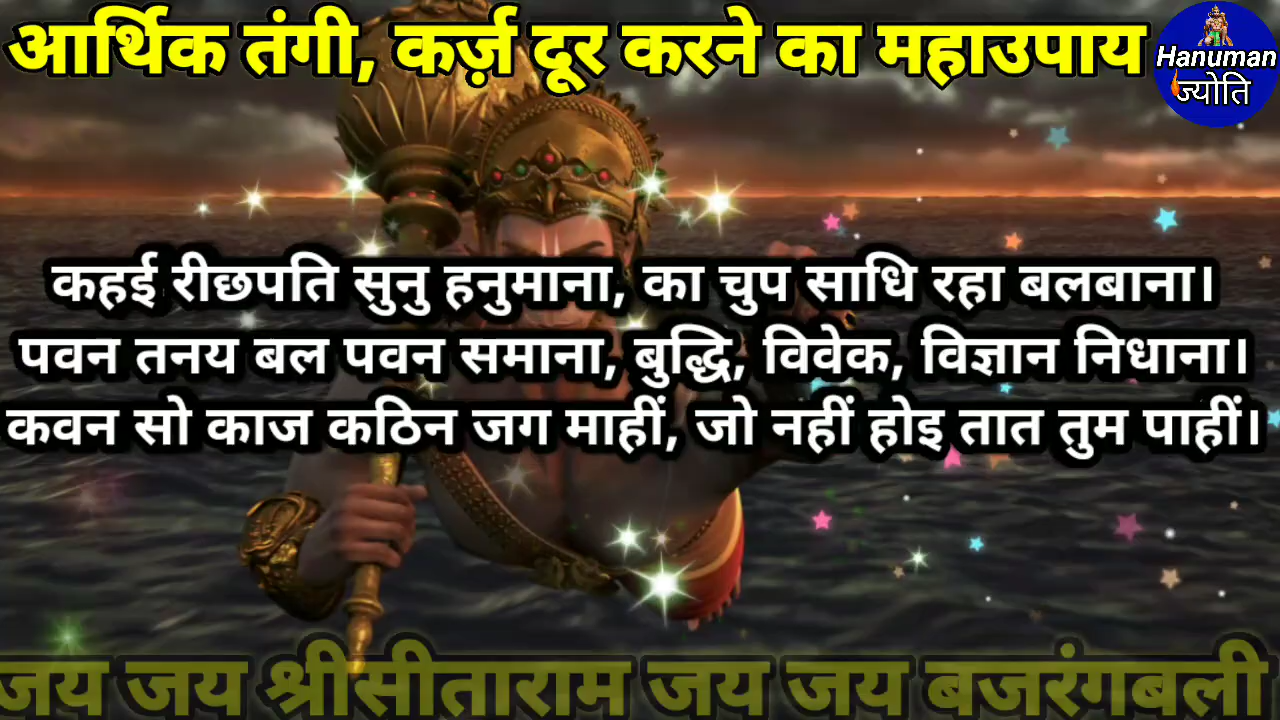 आर्थिक तंगी, कर्ज़ दूर करने का महाउपाय
Hanuman
ज्योति
कहई रीछपति सुनु हनुमाना, का चुप साधि रहा बलबाना।
पवन तनय बल पवन समाना, बुद्धि, विवेक, विज्ञान निधाना।
कवन सो काज कठिन जग माहीं, जो नहीं होइ तात तुम पाहीं।
जय जय श्रीसीताराम जय जय बजरंगबली